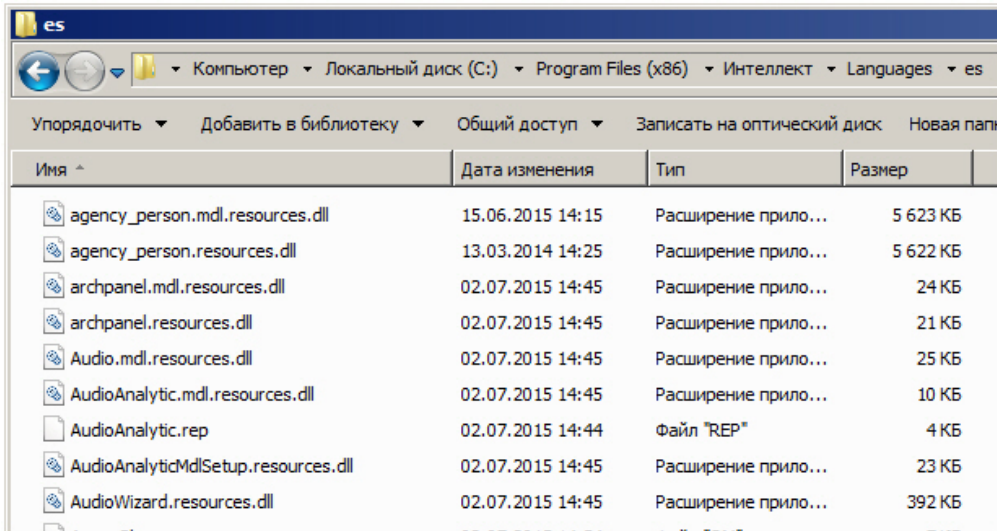 es
Компьютер Локальный диск (C:) Program Files (x86) Интеллект Languages es
Упорядочить Добавить в библиотеку Общий доступ Записать на оптический диск Новая
Имя Дата изменения Тип Размер
agency_person.mdl.resources.dll 15.06.2015 14:15 Расширение прило... 5 623 КБ
agency_person.resources.dll 13.03.2014 14:25 Расширение прило... 5 622 КБ
archpanel.mdl.resources.dll 02.07.2015 14:45 Расширение прило... 24 КБ
archpanel.resources.dll 02.07.2015 14:45 Расширение прило... 21 КБ
Audio.mdl.resources.dll 02.07.2015 14:45 Расширение прило... 25 КБ
AudioAnalytic.mdl.resources.dll 02.07.2015 14:45 Расширение прило... 10 КБ
AudioAnalytic.rep 02.07.2015 14:44 Файл "REP" 4 КБ
AudioAnalyticMdlSetup.resources.dll 02.07.2015 14:45 Расширение прило... 23 КБ
AudioWizard.resources.dll 02.07.2015 14:45 Расширение прило... 392 КБ